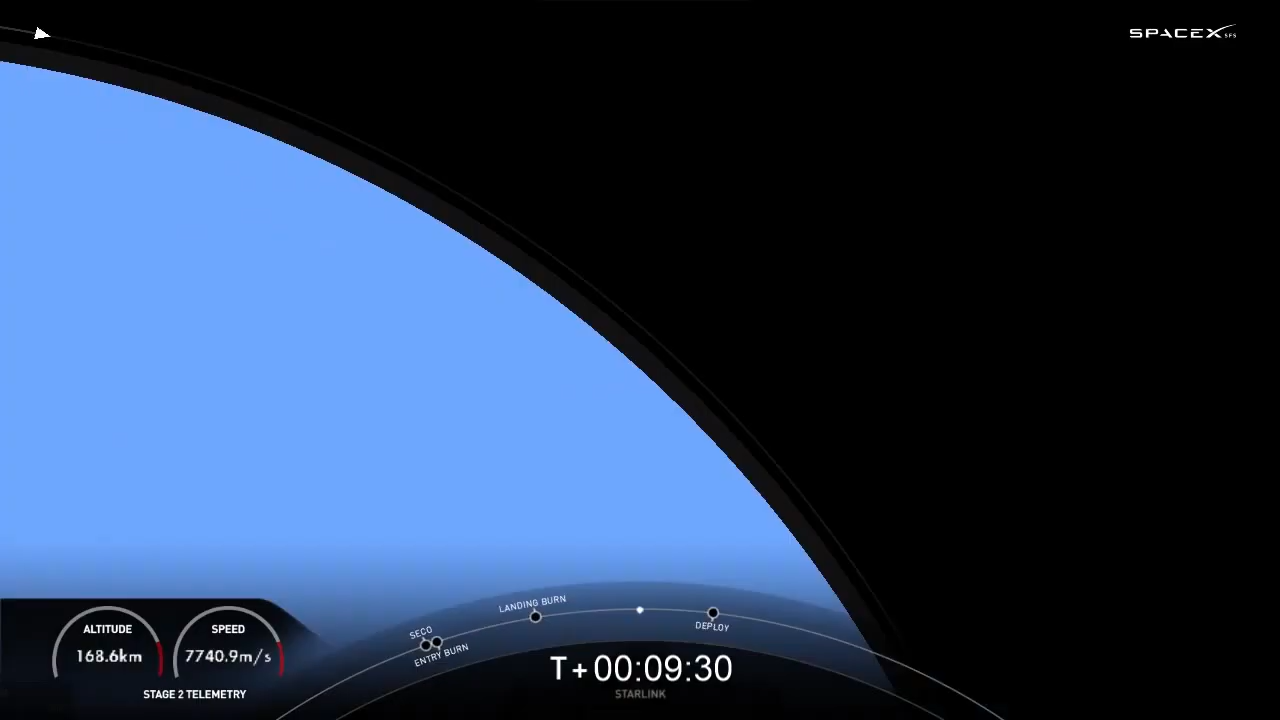 SPACEX SFS
LANDING BURN
SECO
ENTRY BURN
DEPLOY
ALTITUDE
168.6km
SPEED
7740.9m/s
STAGE 2 TELEMETRY
T+00:09:30
STARLINK